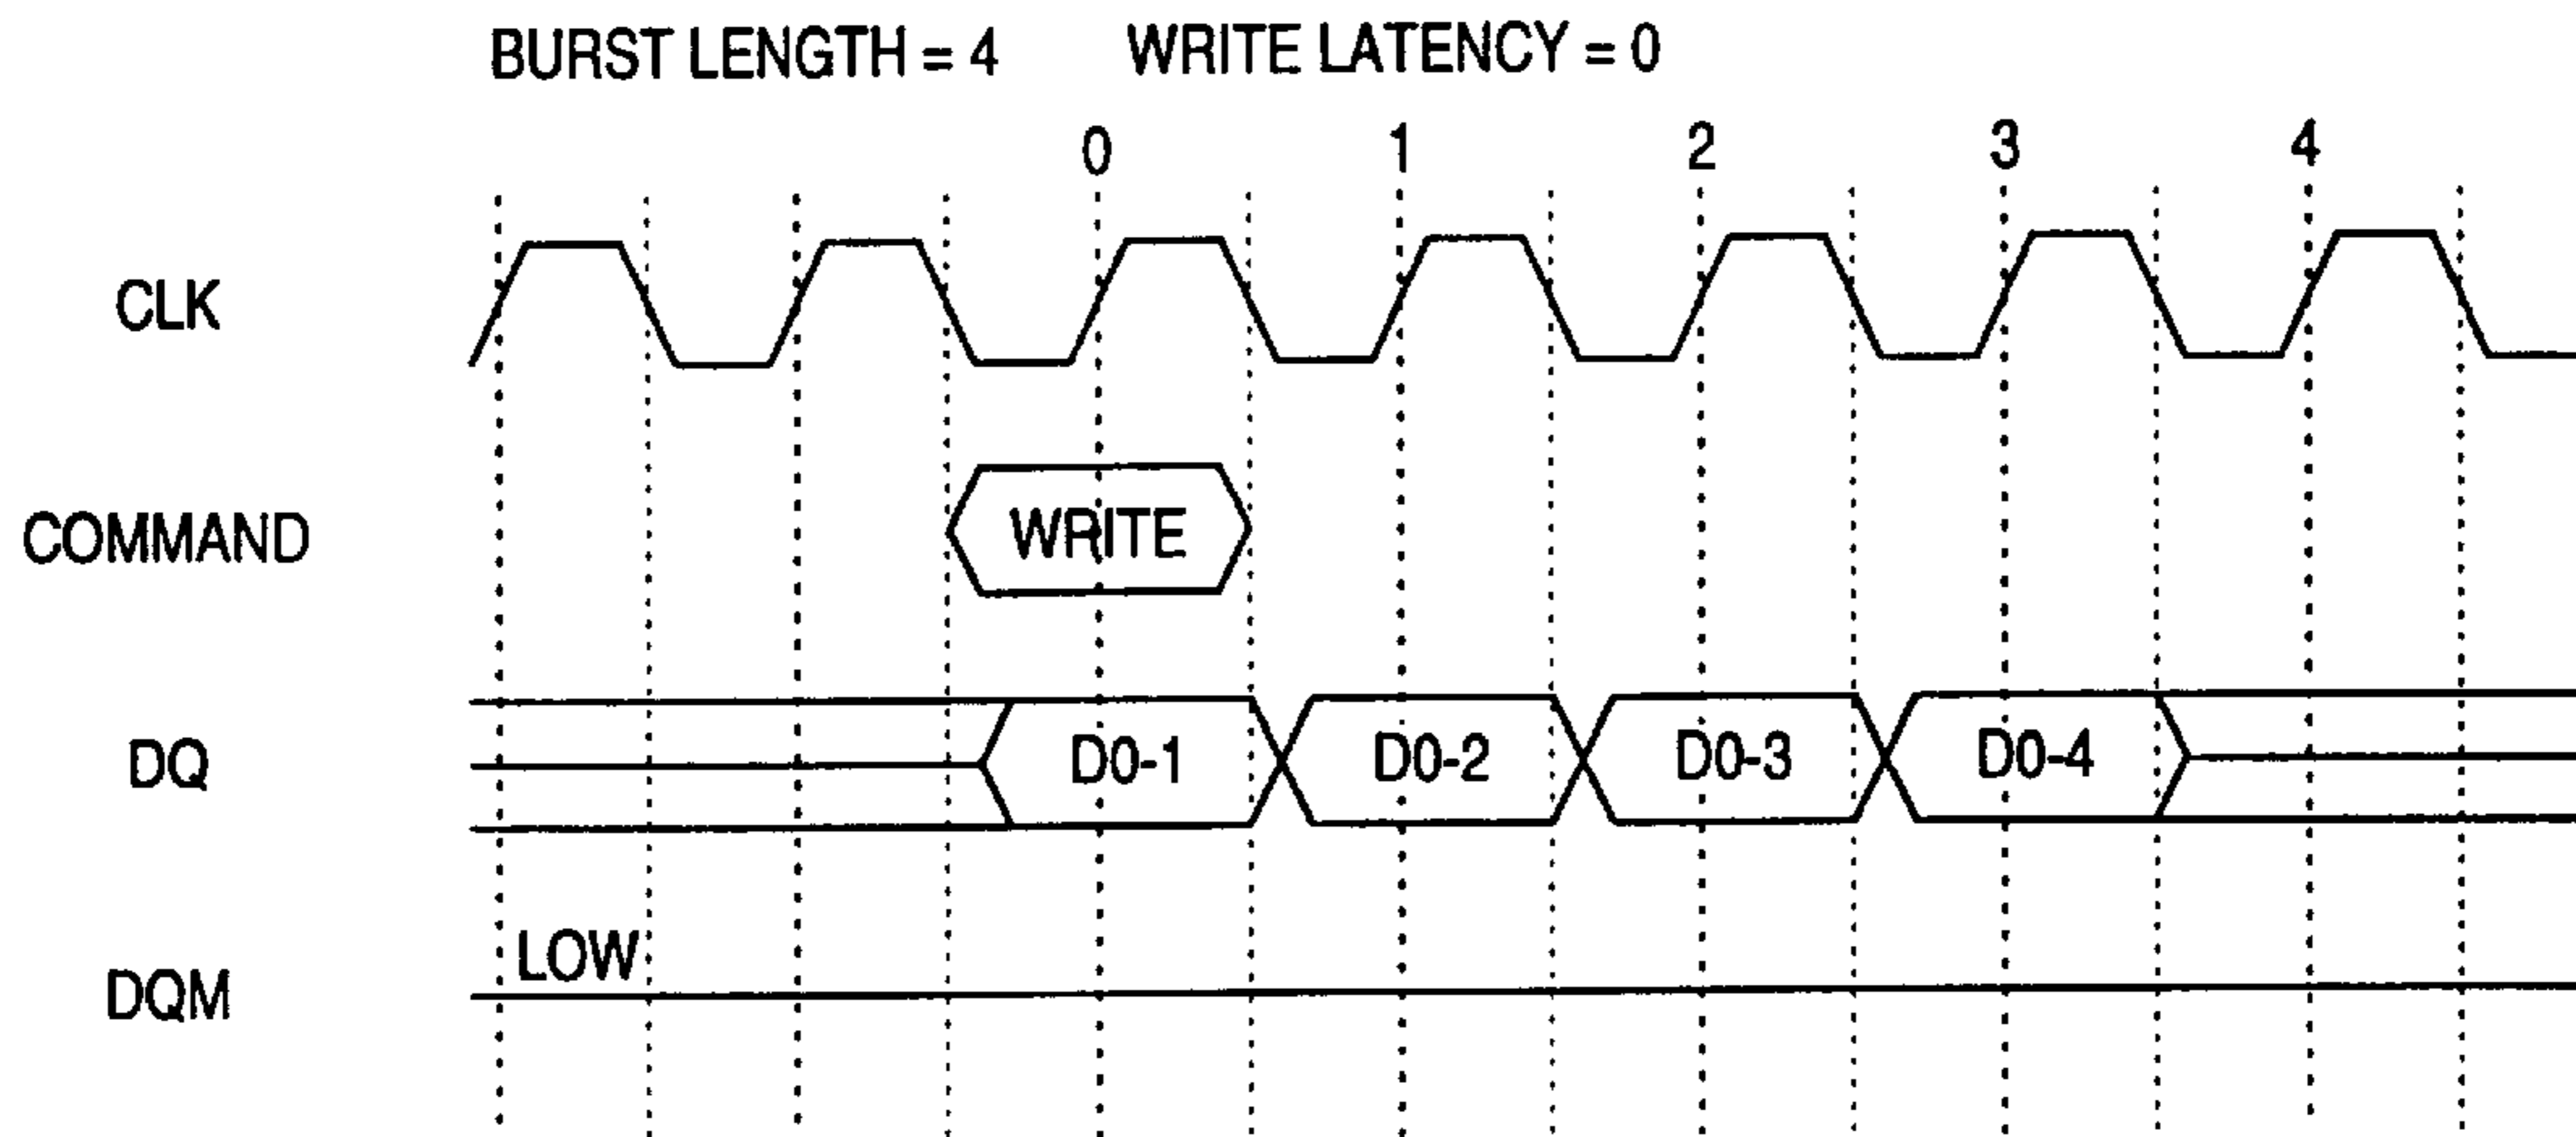 BURST LENGTH = 4 WRITE LATENCY = 0
0 1 2 3 4
CLK
COMMAND WRITE
DQ D0-1 D0-2 D0-3 D0-4
LOW
DQM